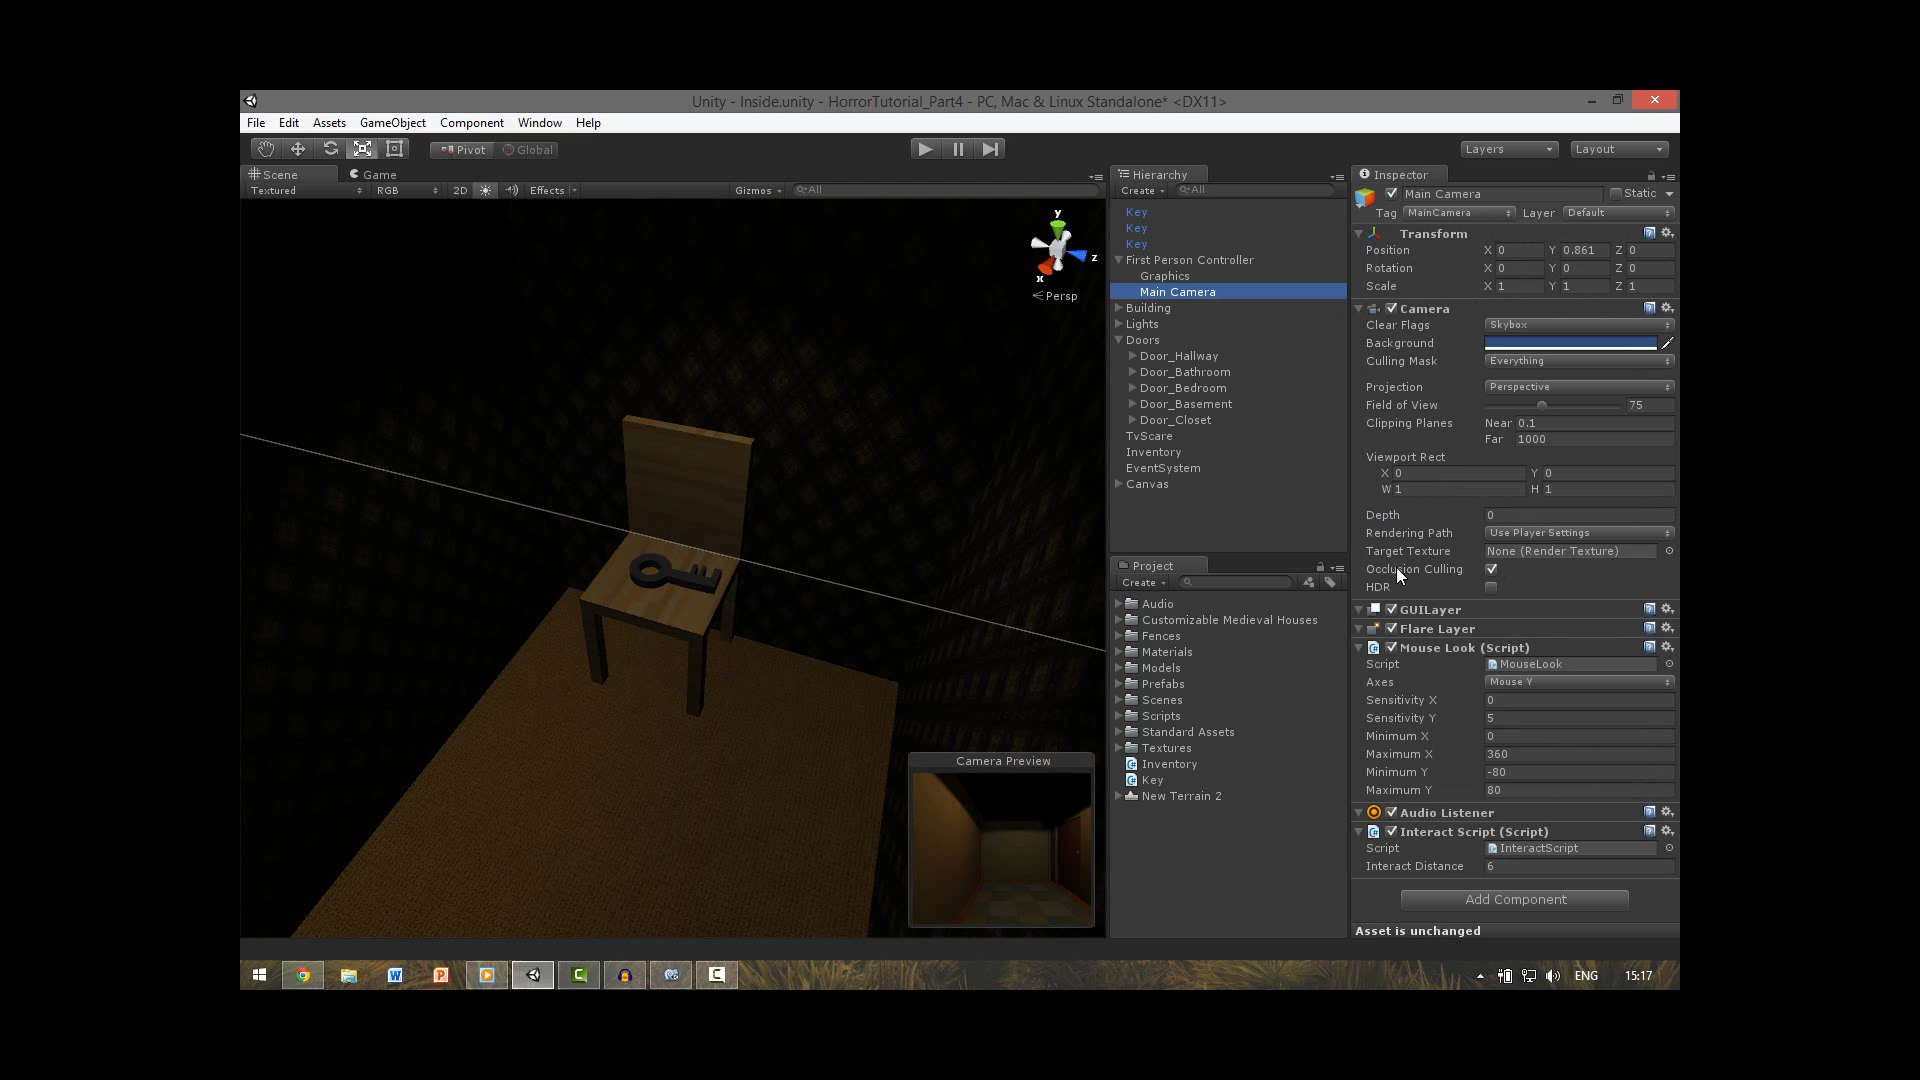 Unity - Inside.unity - HorrorTutorial_Part4 - PC, Mac & Linux Standalone* <DX11>
File Edit Assets GameObject Component Window Help
Pivot Global Layers Layout
Scene Game
Textured RGB 2D Effects Gizmos All
y
z
x
Persp
Camera Preview
Hierarchy
Create All
Key
Key
Key
First Person Controller
Graphics
Main Camera
Building
Lights
Doors
Door_Hallway
Door_Bathroom
Door_Bedroom
Door_Basement
Door_Closet
TvScare
Inventory
EventSystem
Canvas
Project
Create
Audio
Customizable Medieval Houses
Fences
Materials
Models
Prefabs
Scenes
Scripts
Standard Assets
Textures
Inventory
Key
New Terrain 2
Inspector
Main Camera Static
Tag MainCamera Layer Default
Transform
Position X 0 Y 0.861 Z 0
Rotation X 0 Y 0 Z 0
Scale X 1 Y 1 Z 1
Camera
Clear Flags Skybox
Background
Culling Mask Everything
Projection Perspective
Field of View 75
Clipping Planes Near 0.1
Far 1000
Viewport Rect
X 0 Y 0
W 1 H 1
Depth 0
Rendering Path Use Player Settings
Target Texture None (Render Texture)
Occlusion Culling
HDR
GUILayer
Flare Layer
Mouse Look (Script)
Script MouseLook
Axes Mouse Y
Sensitivity X 0
Sensitivity Y 5
Minimum X 0
Maximum X 360
Minimum Y -80
Maximum Y 80
Audio Listener
Interact Script (Script)
Script InteractScript
Interact Distance 6
Add Component
Asset is unchanged
ENG 15:17